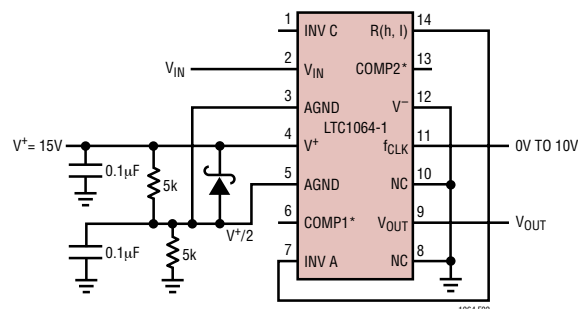 1 INV C R(h, I) 14
V_IN 2 V_IN COMP2* 13
3 AGND V⁻ 12
LTC1064-1
V⁺= 15V 4 V⁺ f_CLK 11 0V TO 10V
0.1µF 5k 5 AGND NC 10
6 COMP1* V_OUT 9 V_OUT
0.1µF 5k V⁺/2
7 INV A NC 8